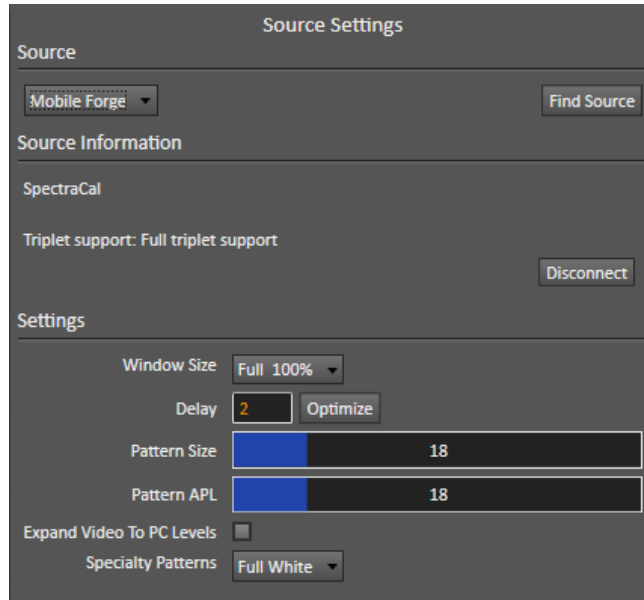 Source Settings
Source
Mobile Forge
Find Source
Source Information
SpectraCal
Triplet support: Full triplet support
Disconnect
Settings
Window Size Full 100%
Delay 2 Optimize
Pattern Size 18
Pattern APL 18
Expand Video To PC Levels
Specialty Patterns Full White